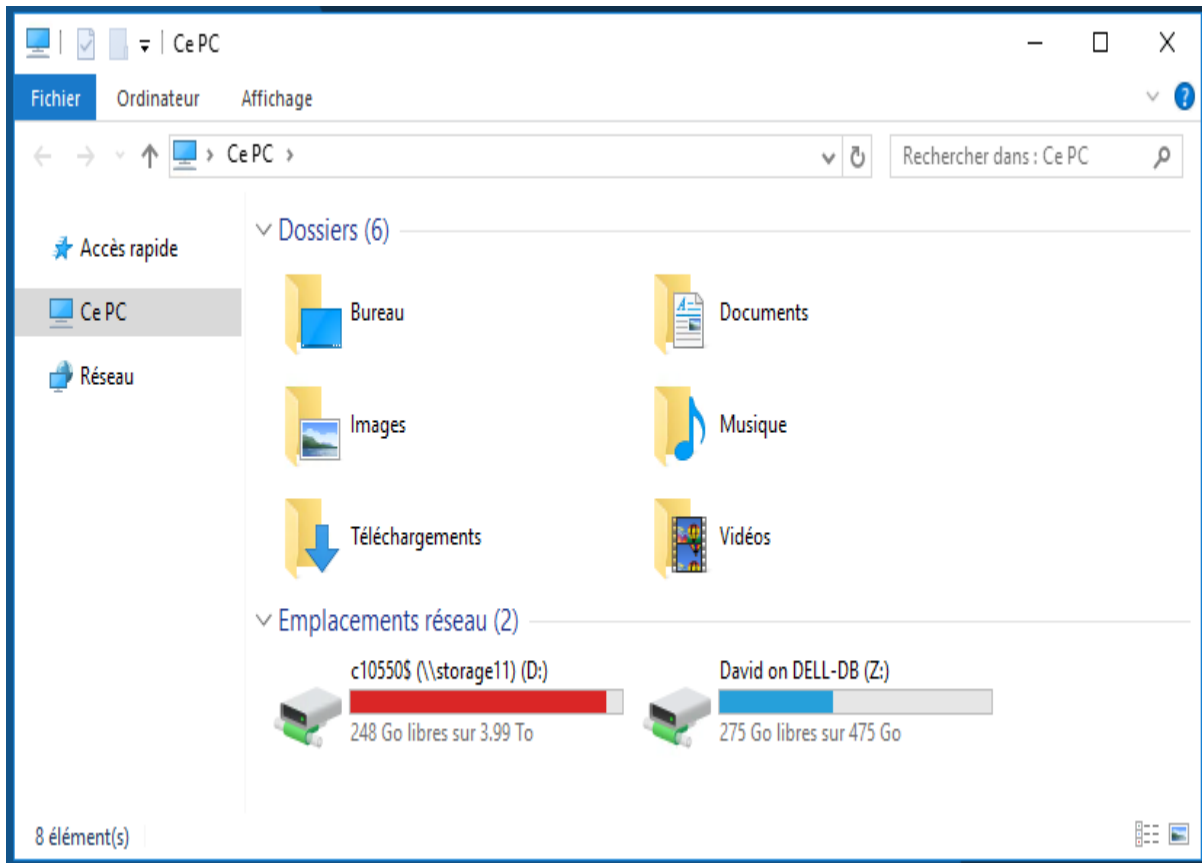 Ce PC
Fichier Ordinateur Affichage
?
Ce PC
Rechercher dans : Ce PC
Accès rapide
Ce PC
Réseau
Dossiers (6)
Bureau
Documents
Images
Musique
Téléchargements
Vidéos
Emplacements réseau (2)
c10550$ (\\storage11) (D:)
248 Go libres sur 3.99 To
David on DELL-DB (Z:)
275 Go libres sur 475 Go
8 élément(s)